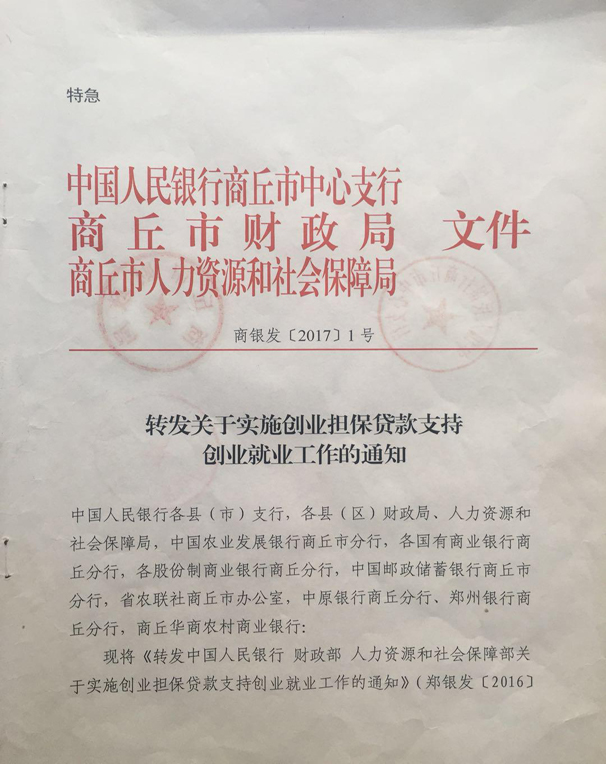 特急
中国人民银行商丘市中心支行
商丘市财政局 文件
商丘市人力资源和社会保障局
商银发〔2017〕1号
转发关于实施创业担保贷款支持
创业就业工作的通知
中国人民银行各县（市）支行，各县（区）财政局、人力资源和
社会保障局，中国农业发展银行商丘市分行，各国有商业银行商
丘分行，各股份制商业银行商丘分行，中国邮政储蓄银行商丘市
分行，省农联社商丘市办公室，中原银行商丘分行、郑州银行商
丘分行，商丘华商农村商业银行：
现将《转发中国人民银行 财政部 人力资源和社会保障部关
于实施创业担保贷款支持创业就业工作的通知》（郑银发〔2016〕